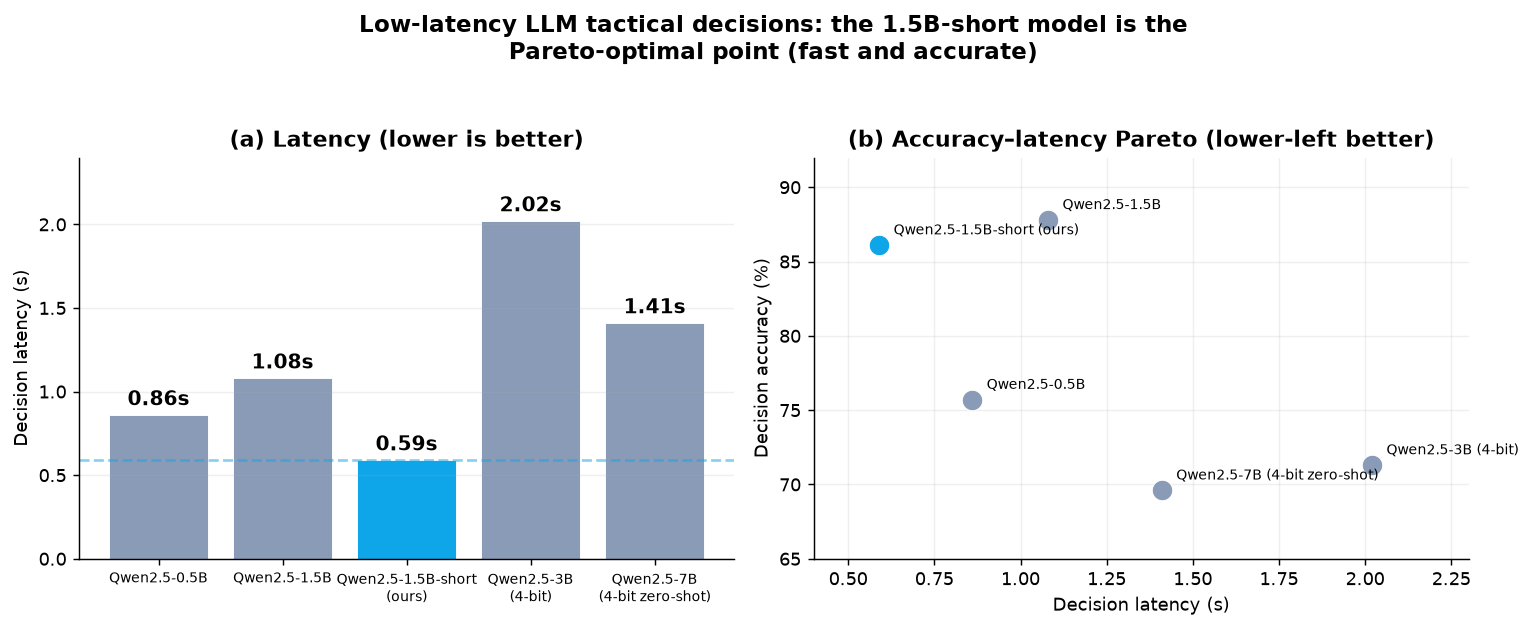 Low-latency LLM tactical decisions: the 1.5B-short model is the
Pareto-optimal point (fast and accurate)
(a) Latency (lower is better)
Decision latency (s)
2.0
1.5
1.0
0.5
0.0
0.86s
1.08s
0.59s
2.02s
1.41s
Qwen2.5-0.5B
Qwen2.5-1.5B
Qwen2.5-1.5B-short
(ours)
Qwen2.5-3B
(4-bit)
Qwen2.5-7B
(4-bit zero-shot)
(b) Accuracy–latency Pareto (lower-left better)
Decision accuracy (%)
90
85
80
75
70
65
Qwen2.5-1.5B
Qwen2.5-1.5B-short (ours)
Qwen2.5-0.5B
Qwen2.5-3B (4-bit)
Qwen2.5-7B (4-bit zero-shot)
0.50
0.75
1.00
1.25
1.50
1.75
2.00
2.25
Decision latency (s)